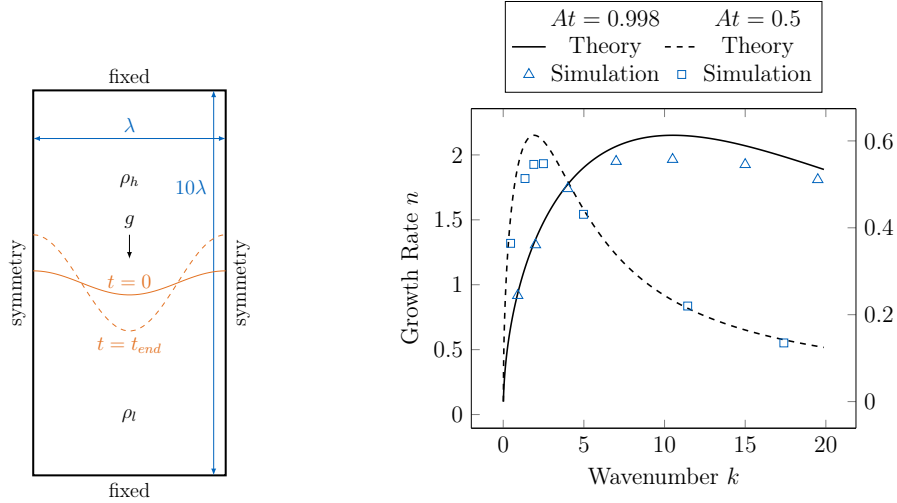 fixed
λ
10λ
ρ_h
g
symmetry
symmetry
t = 0
t = t_{end}
ρ_l
fixed
At = 0.998 At = 0.5
Theory Theory
Simulation Simulation
Growth Rate n
2
1.5
1
0.5
0
0.6
0.4
0.2
0
0 5 10 15 20
Wavenumber k